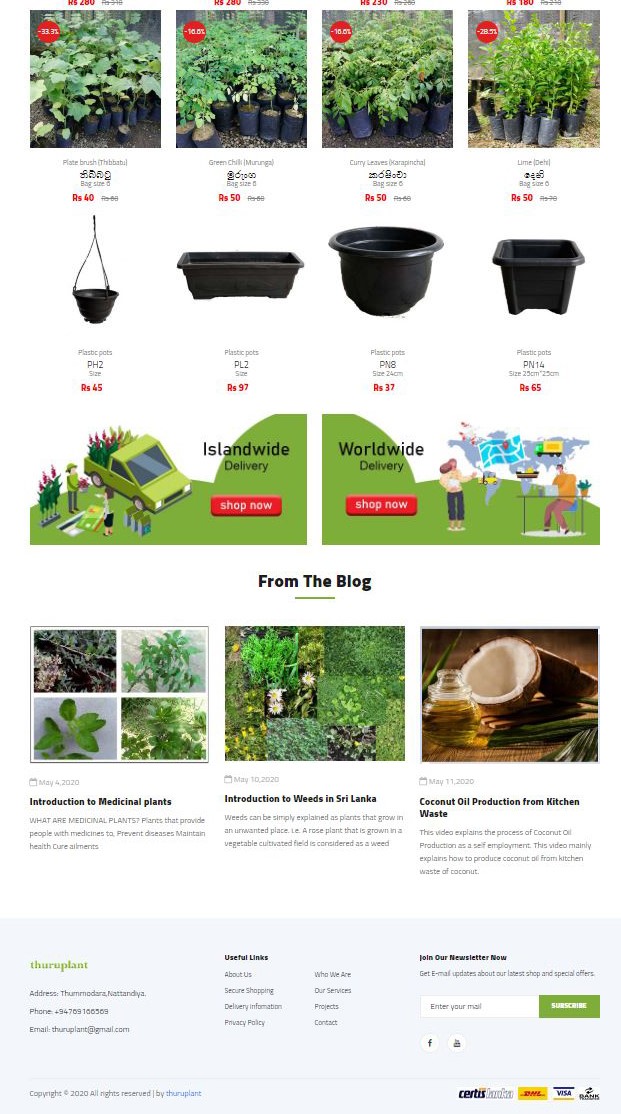 Rs 280 Rs 310
Rs 280 Rs 330
Rs 230 Rs 260
Rs 180 Rs 210
-33.3%
-16.6%
-16.6%
-28.5%
Plate brush (Thibbatu)
තිබ්බටු
Bag size 6
Rs 40 Rs 60
Green Chilli (Murunga)
මුරුංගා
Bag size 6
Rs 50 Rs 60
Curry Leaves (Karapincha)
කරපිංචා
Bag size 6
Rs 50 Rs 60
Lime (Dehi)
දෙහි
Bag size 6
Rs 50 Rs 70
Plastic pots
PH2
Size
Rs 45
Plastic pots
PL2
Size
Rs 97
Plastic pots
PN8
Size 24cm
Rs 37
Plastic pots
PN14
Size 25cm*25cm
Rs 65
Islandwide
Delivery
shop now
Worldwide
Delivery
shop now
From The Blog
May 4,2020
Introduction to Medicinal plants
WHAT ARE MEDICINAL PLANTS? Plants that provide
people with medicines to, Prevent diseases Maintain
health Cure ailments
May 10,2020
Introduction to Weeds in Sri Lanka
Weeds can be simply explained as plants that grow in
an unwanted place. i.e. A rose plant that is grown in a
vegetable cultivated field is considered as a weed
May 11,2020
Coconut Oil Production from Kitchen
Waste
This video explains the process of Coconut Oil
Production as a self employment. This video mainly
explains how to produce coconut oil from kitchen
waste of coconut.
thuruplant
Address: Thummodara,Nattandiya.
Phone: +94769166569
Email: thuruplant@gmail.com
Useful Links
About Us
Secure Shopping
Delivery infomation
Privacy Policy
Who We Are
Our Services
Projects
Contact
Join Our Newsletter Now
Get E-mail updates about our latest shop and special offers.
Enter your mail
SUBSCRIBE
Copyright © 2020 All rights reserved | by thuruplant
certislanka
DHL
VISA
BANK